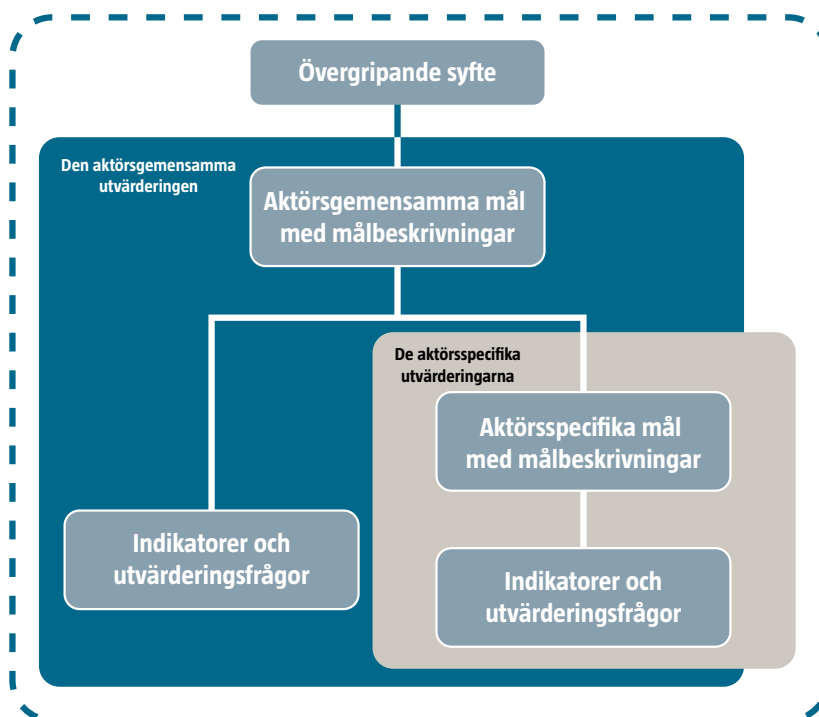 Övergripande syfte
Den aktörsgemensamma
utvärderingen
Aktörsgemensamma mål
med målbeskrivningar
De aktörsspecifika
utvärderingarna
Aktörsspecifika mål
med målbeskrivningar
Indikatorer och
utvärderingsfrågor
Indikatorer och
utvärderingsfrågor